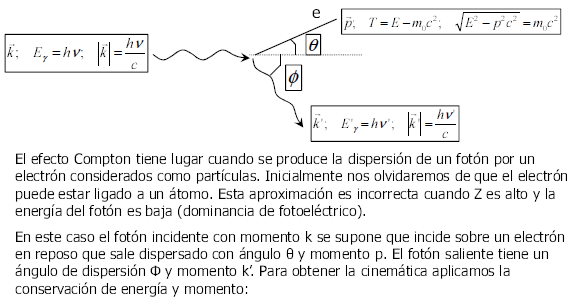 e
p⃗; T = E − m₀c²; √(E² − p²c²) = m₀c²
θ
k⃗; E_γ = hν; |k⃗| = hν/c
ϕ
k⃗'; E'_γ = hν'; |k⃗'| = hν'/c
El efecto Compton tiene lugar cuando se produce la dispersión de un fotón por un
electrón considerados como partículas. Inicialmente nos olvidaremos de que el electrón
puede estar ligado a un átomo. Esta aproximación es incorrecta cuando Z es alto y la
energía del fotón es baja (dominancia de fotoeléctrico).
En este caso el fotón incidente con momento k se supone que incide sobre un electrón
en reposo que sale dispersado con ángulo θ y momento p. El fotón saliente tiene un
ángulo de dispersión Φ y momento k’. Para obtener la cinemática aplicamos la
conservación de energía y momento: